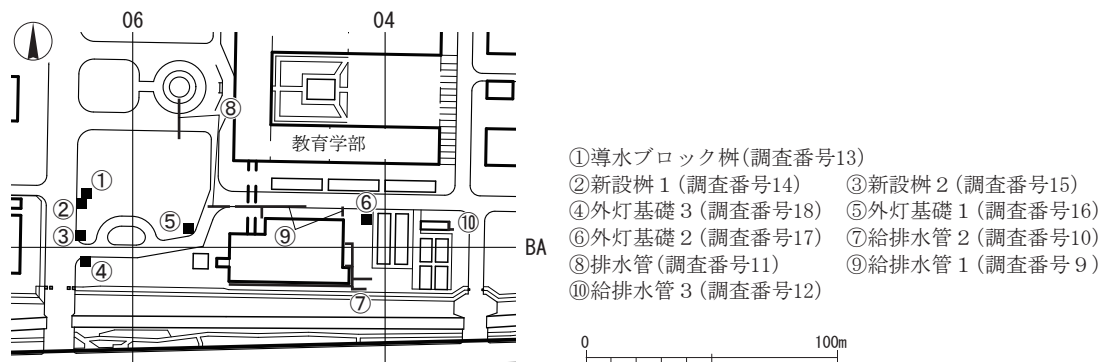 06
04
⑧
教育学部
①
②
③
④
⑤
⑥
⑨
⑩
⑦
BA
①導水ブロック桝(調査番号13)
②新設桝1(調査番号14) ③新設桝2(調査番号15)
④外灯基礎3(調査番号18) ⑤外灯基礎1(調査番号16)
⑥外灯基礎2(調査番号17) ⑦給排水管2(調査番号10)
⑧排水管(調査番号11) ⑨給排水管1(調査番号9)
⑩給排水管3(調査番号12)
0 100m